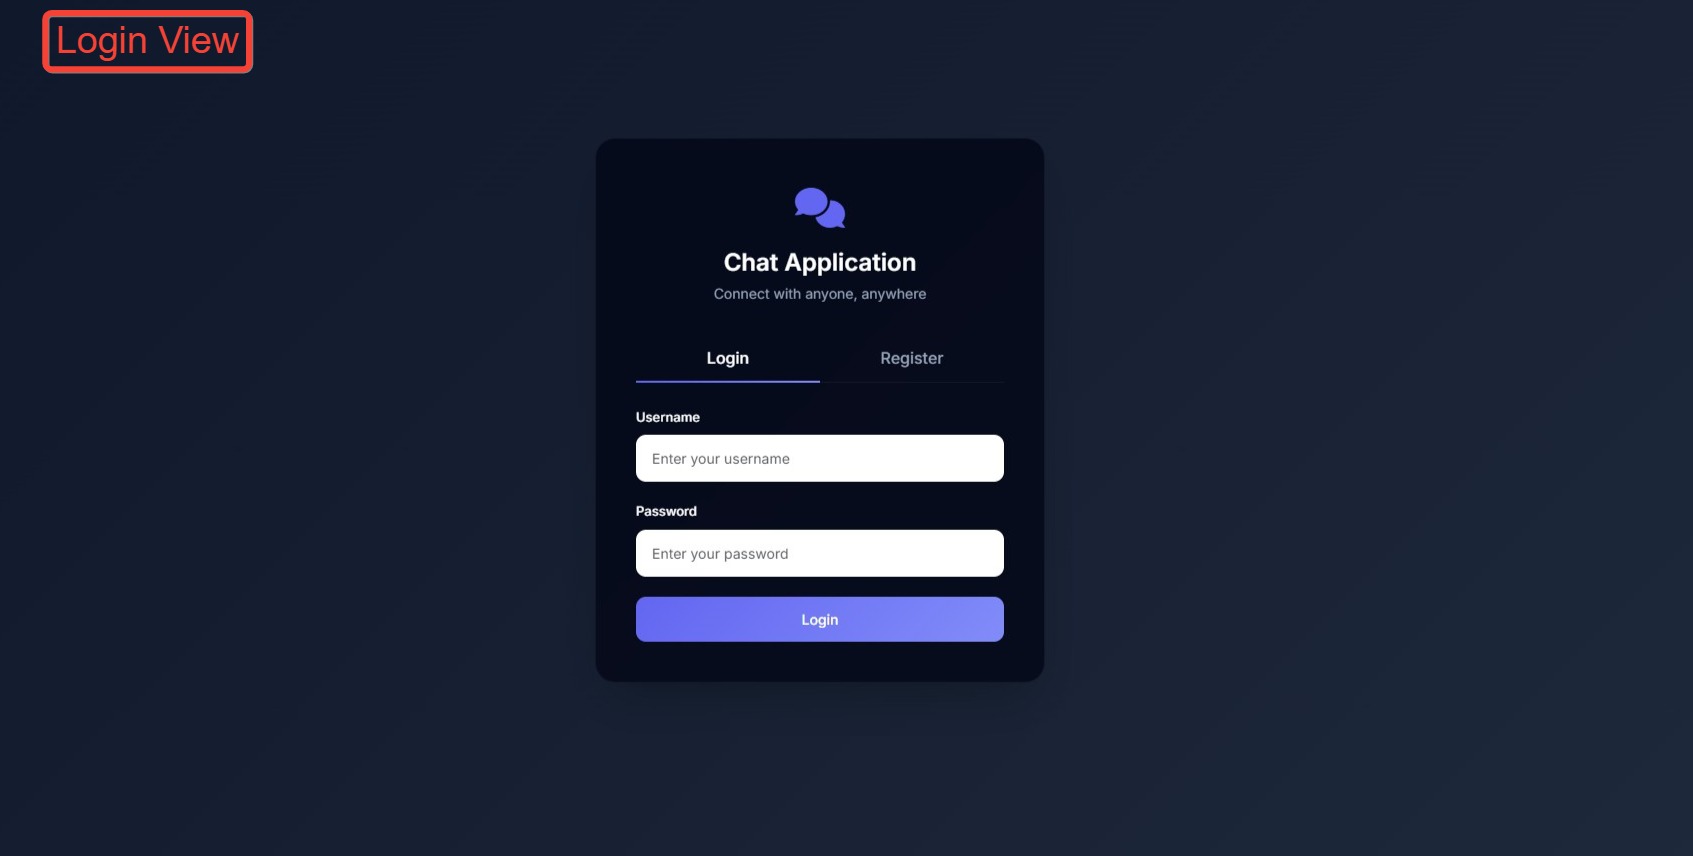 Login View
Chat Application
Connect with anyone, anywhere
Login Register
Username
Enter your username
Password
Enter your password
Login